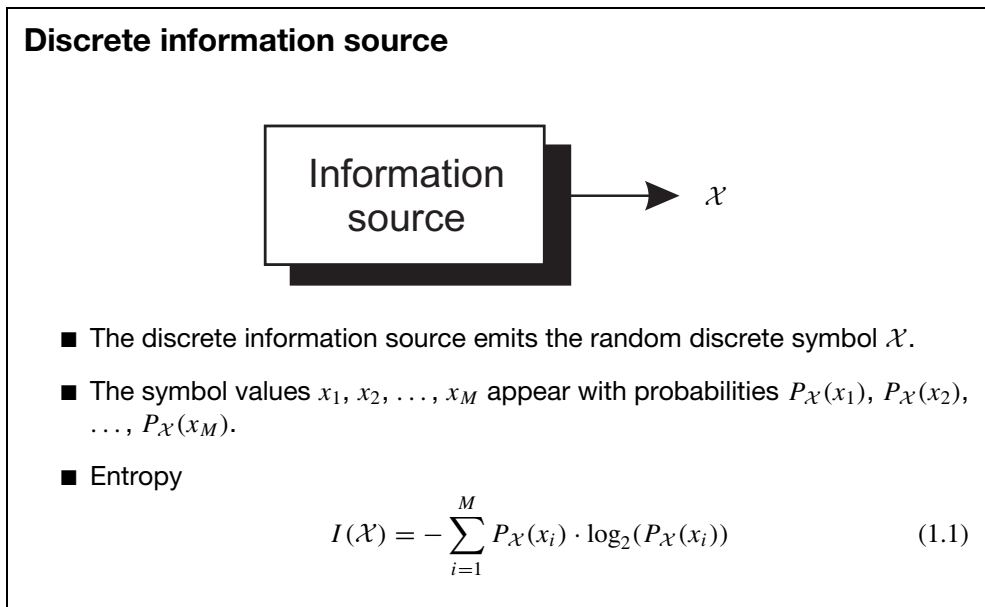 Discrete information source
Information
source
𝒳
■ The discrete information source emits the random discrete symbol 𝒳.
■ The symbol values x₁, x₂, ..., x_M appear with probabilities P_𝒳(x₁), P_𝒳(x₂),
..., P_𝒳(x_M).
■ Entropy
I(𝒳) = − ∑_{i=1}^{M} P_𝒳(x_i) · log₂(P_𝒳(x_i)) (1.1)